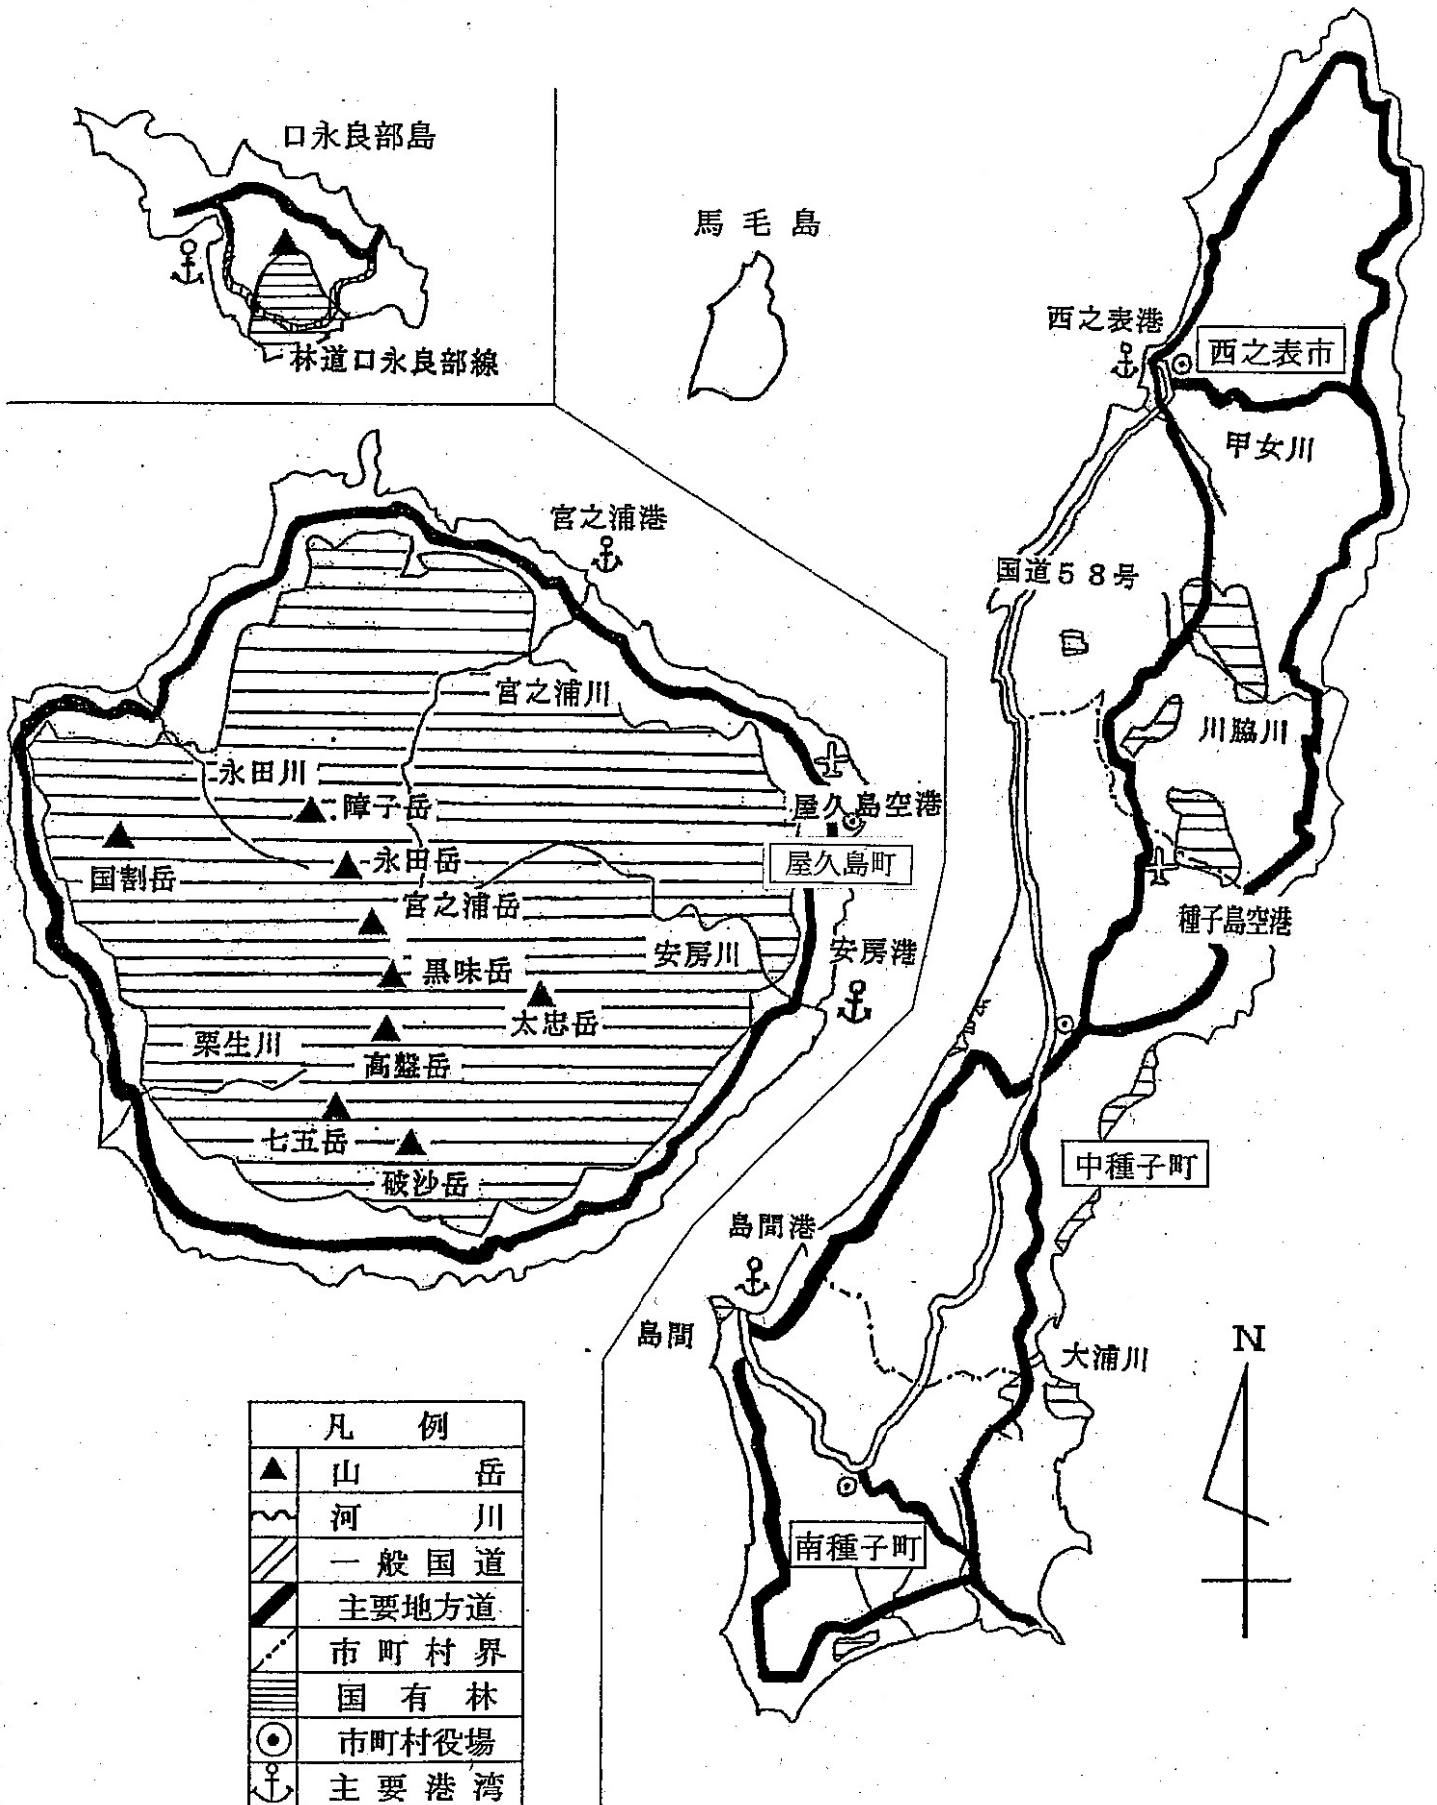 口永良部島
林道口永良部線
馬毛島
西之表港
西之表市
甲女川
国道58号
川脇川
種子島空港
中種子町
島間港
島間
大浦川
南種子町
N
宮之浦港
宮之浦川
永田川
障子岳
屋久島空港
国割岳
永田岳
屋久島町
宮之浦岳
安房川
安房港
黒味岳
太忠岳
栗生川
高盤岳
七五岳
破沙岳
凡例
山岳
河川
一般国道
主要地方道
市町村界
国有林
市町村役場
主要港湾